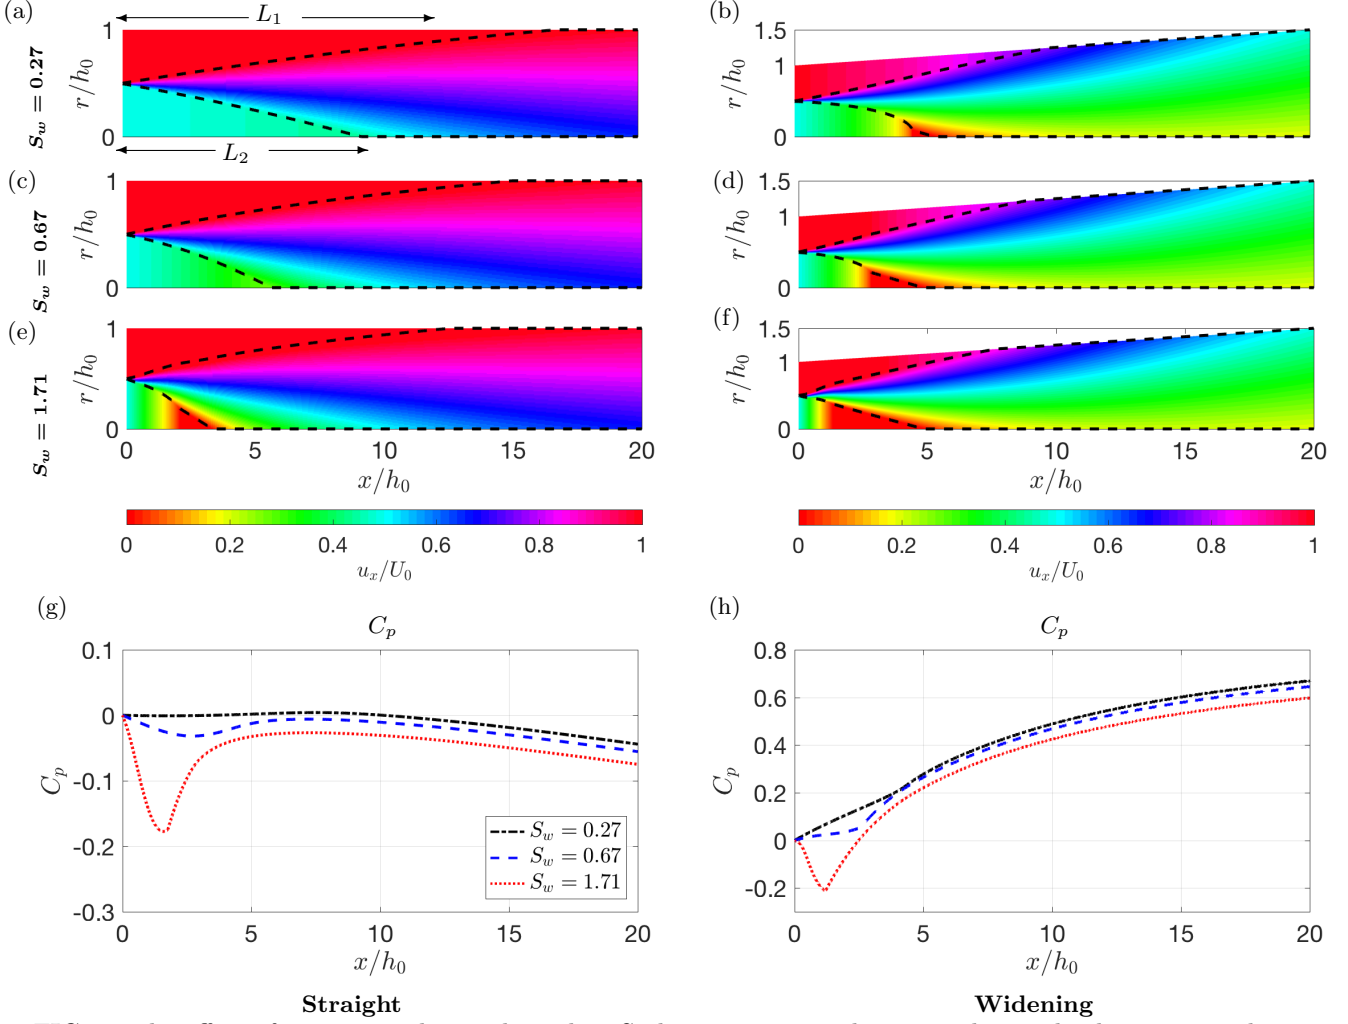 (a)
L1
(b)
Sw = 0.27
r/h0
1
0
L2
r/h0
1.5
1
0
(c)
Sw = 0.67
r/h0
1
0
(d)
r/h0
1.5
1
0
(e)
Sw = 1.71
r/h0
1
0
0 5 10 15 20
x/h0
(f)
r/h0
1.5
1
0
0 5 10 15 20
x/h0
0 0.2 0.4 0.6 0.8 1
ux/U0
0 0.2 0.4 0.6 0.8 1
ux/U0
(g)
Cp
Cp
0.1
0
-0.1
-0.2
-0.3
Sw = 0.27
Sw = 0.67
Sw = 1.71
0 5 10 15 20
x/h0
Straight
(h)
Cp
Cp
0.8
0.6
0.4
0.2
0
-0.2
0 5 10 15 20
x/h0
Widening